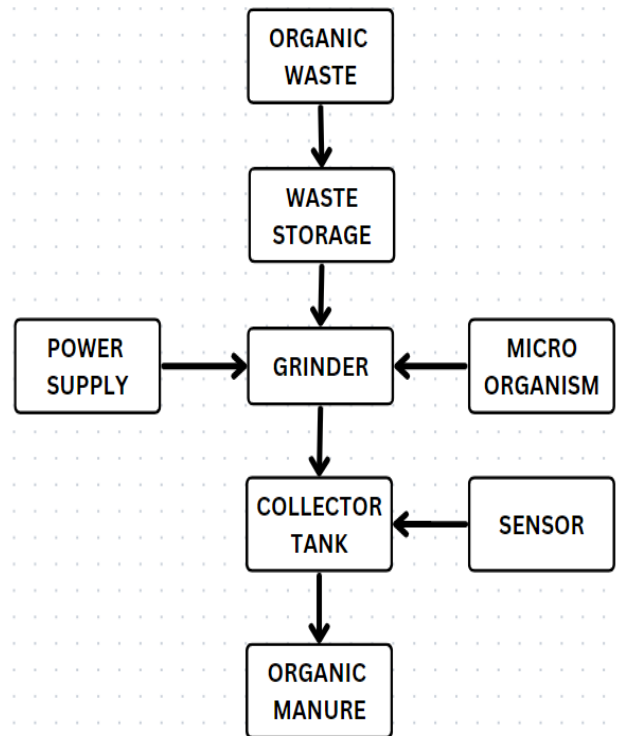 ORGANIC
WASTE
WASTE
STORAGE
POWER
SUPPLY
GRINDER
MICRO
ORGANISM
COLLECTOR
TANK
SENSOR
ORGANIC
MANURE